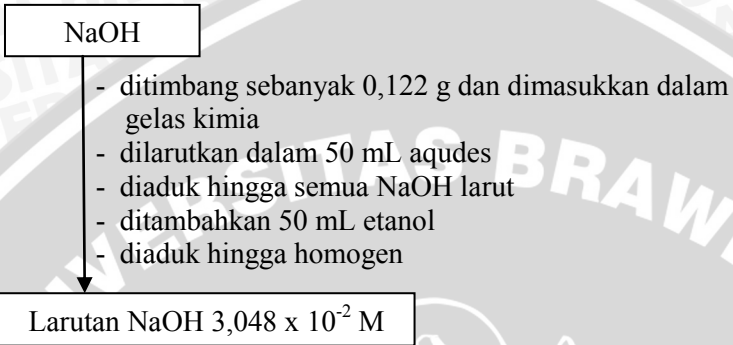 NaOH
- ditimbang sebanyak 0,122 g dan dimasukkan dalam
gelas kimia
- dilarutkan dalam 50 mL aqudes
- diaduk hingga semua NaOH larut
- ditambahkan 50 mL etanol
- diaduk hingga homogen
Larutan NaOH 3,048 x 10⁻² M